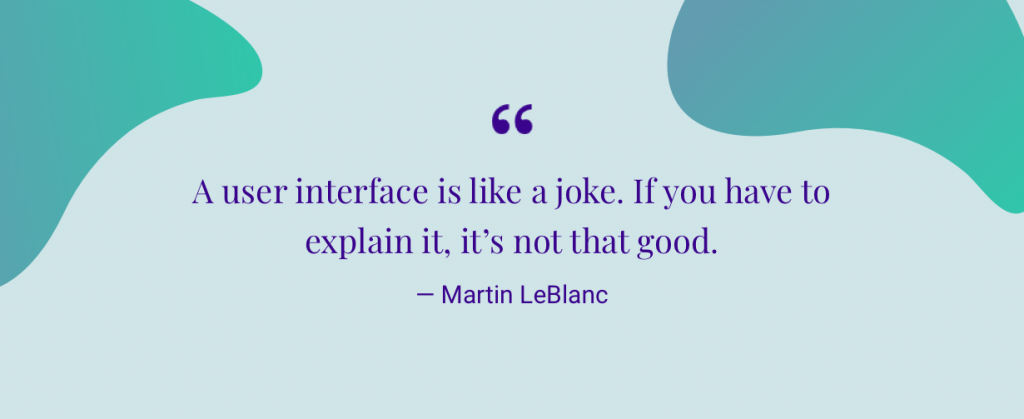 “
A user interface is like a joke. If you have to
explain it, it’s not that good.
— Martin LeBlanc